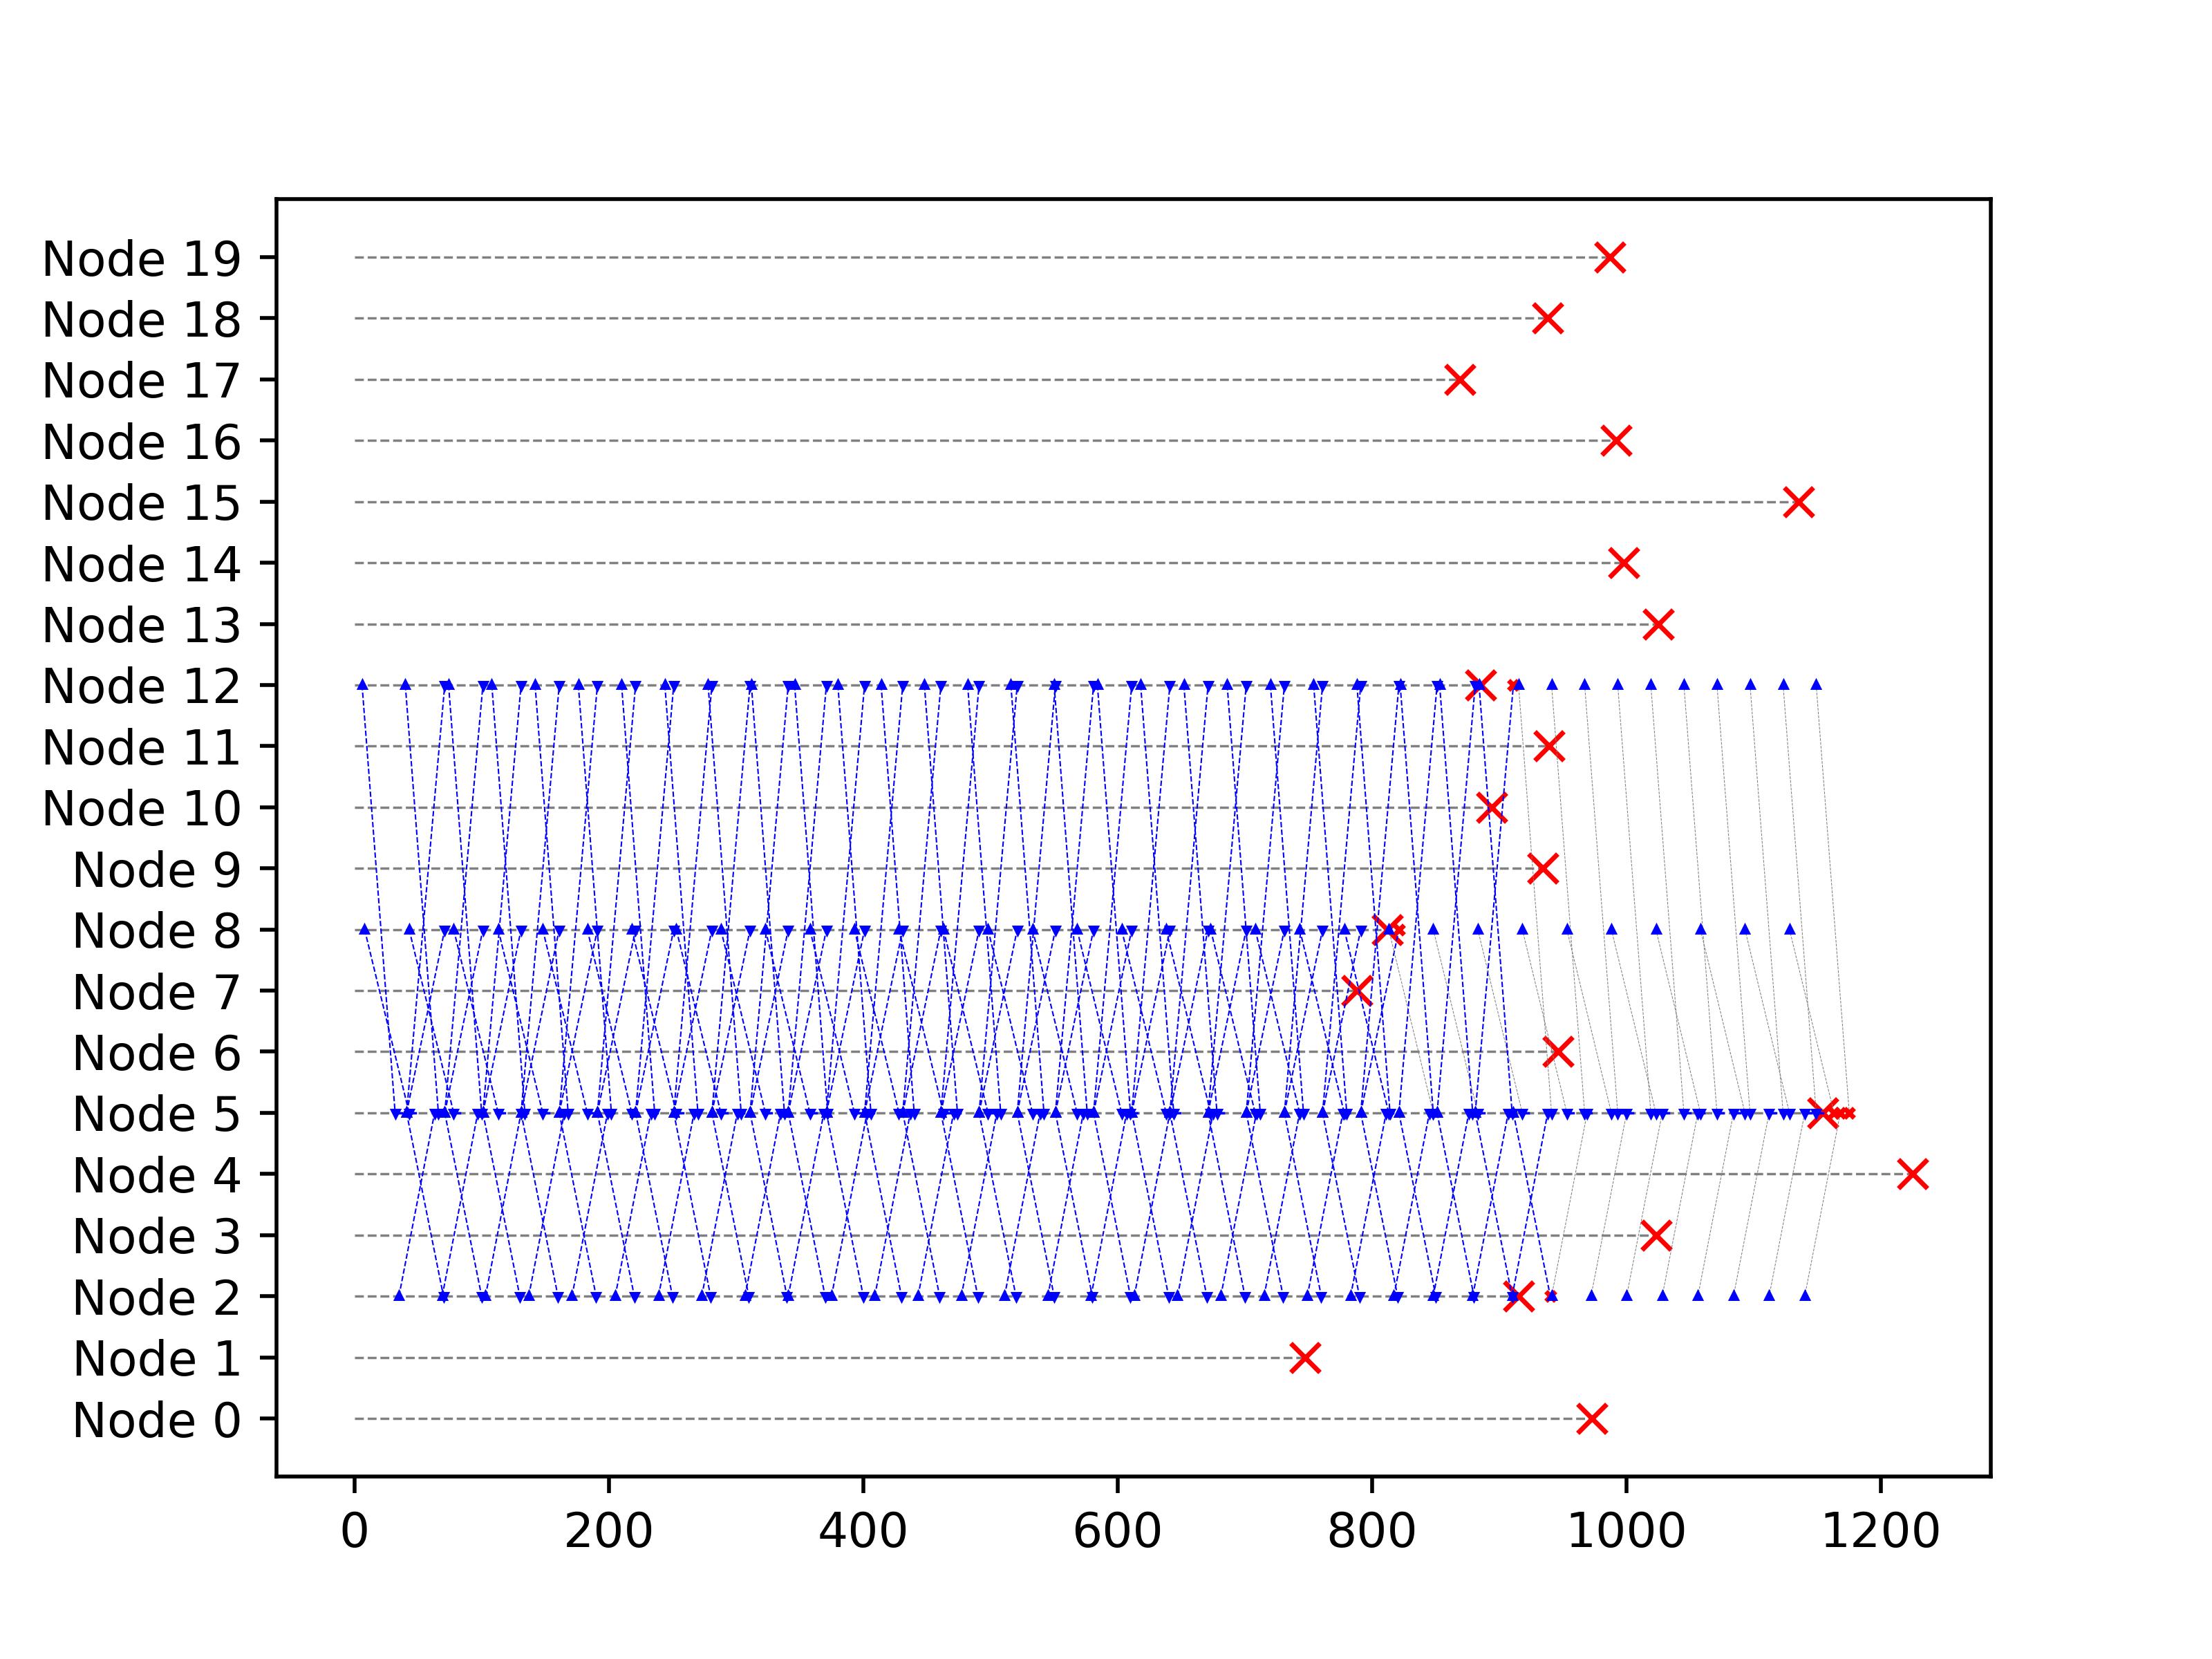 Node 19
Node 18
Node 17
Node 16
Node 15
Node 14
Node 13
Node 12
Node 11
Node 10
Node 9
Node 8
Node 7
Node 6
Node 5
Node 4
Node 3
Node 2
Node 1
Node 0
0 200 400 600 800 1000 1200